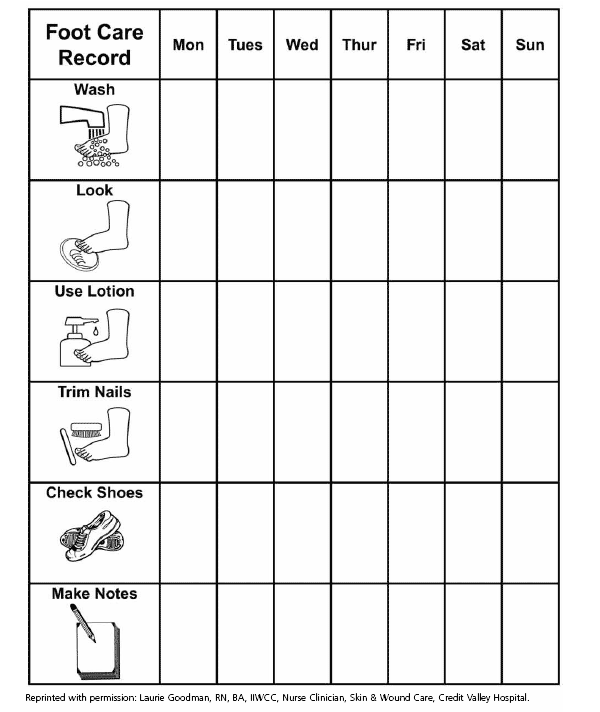 Foot Care
Record
Mon Tues Wed Thur Fri Sat Sun
Wash
Look
Use Lotion
Trim Nails
Check Shoes
Make Notes
Reprinted with permission: Laurie Goodman, RN, BA, IIWCC, Nurse Clinician, Skin & Wound Care, Credit Valley Hospital.